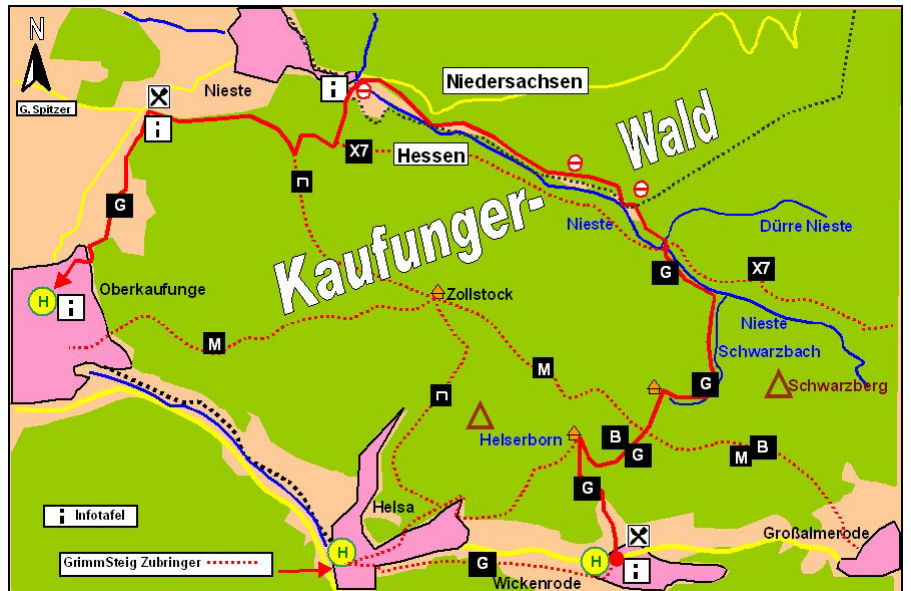 N
G. Spitzer
Nieste
i
Niedersachsen
Wald
i
X7
Hessen
G
Kaufunger-
Nieste
Dürre Nieste
G
X7
H
i
Oberkaufunge
Zollstock
Nieste
M
Schwarzbach
M
G
Schwarzberg
B
Helserborn
G
M
B
G
i Infotafel
Helsa
Großalmerode
H
H
i
GrimmSteig Zubringer
G
Wickenrode